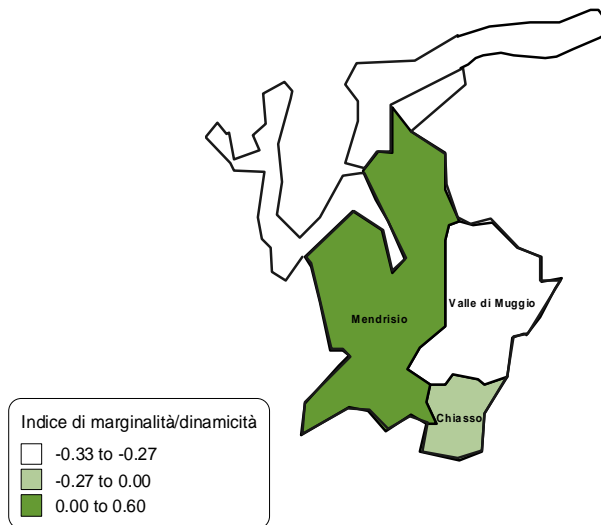 Valle di Muggio
Mendrisio
Chiasso
Indice di marginalità/dinamicità
-0.33 to -0.27
-0.27 to 0.00
0.00 to 0.60